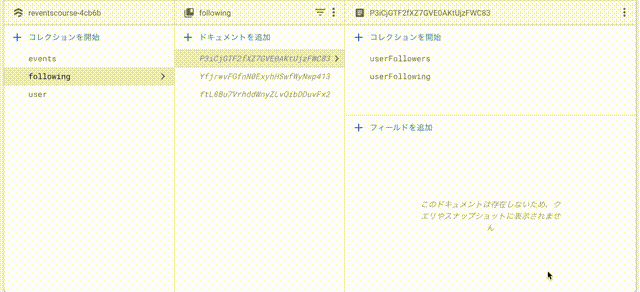 reventscourse-4cb6b
following
P3iCjGTF2fXZ7GVE0AKtUjzFWC83
コレクションを開始
ドキュメントを追加
コレクションを開始
events
following
user
P3iCjGTF2fXZ7GVE0AKtUjzFWC83
YfjrwvFGfnN0ExyhHSwfWyNwp413
ftL8Bu7VrhddWnyZLvQibDDuvFx2
userFollowers
userFollowing
フィールドを追加
このドキュメントは存在しないため、ク
エリやスナップショットに表示されませ
ん